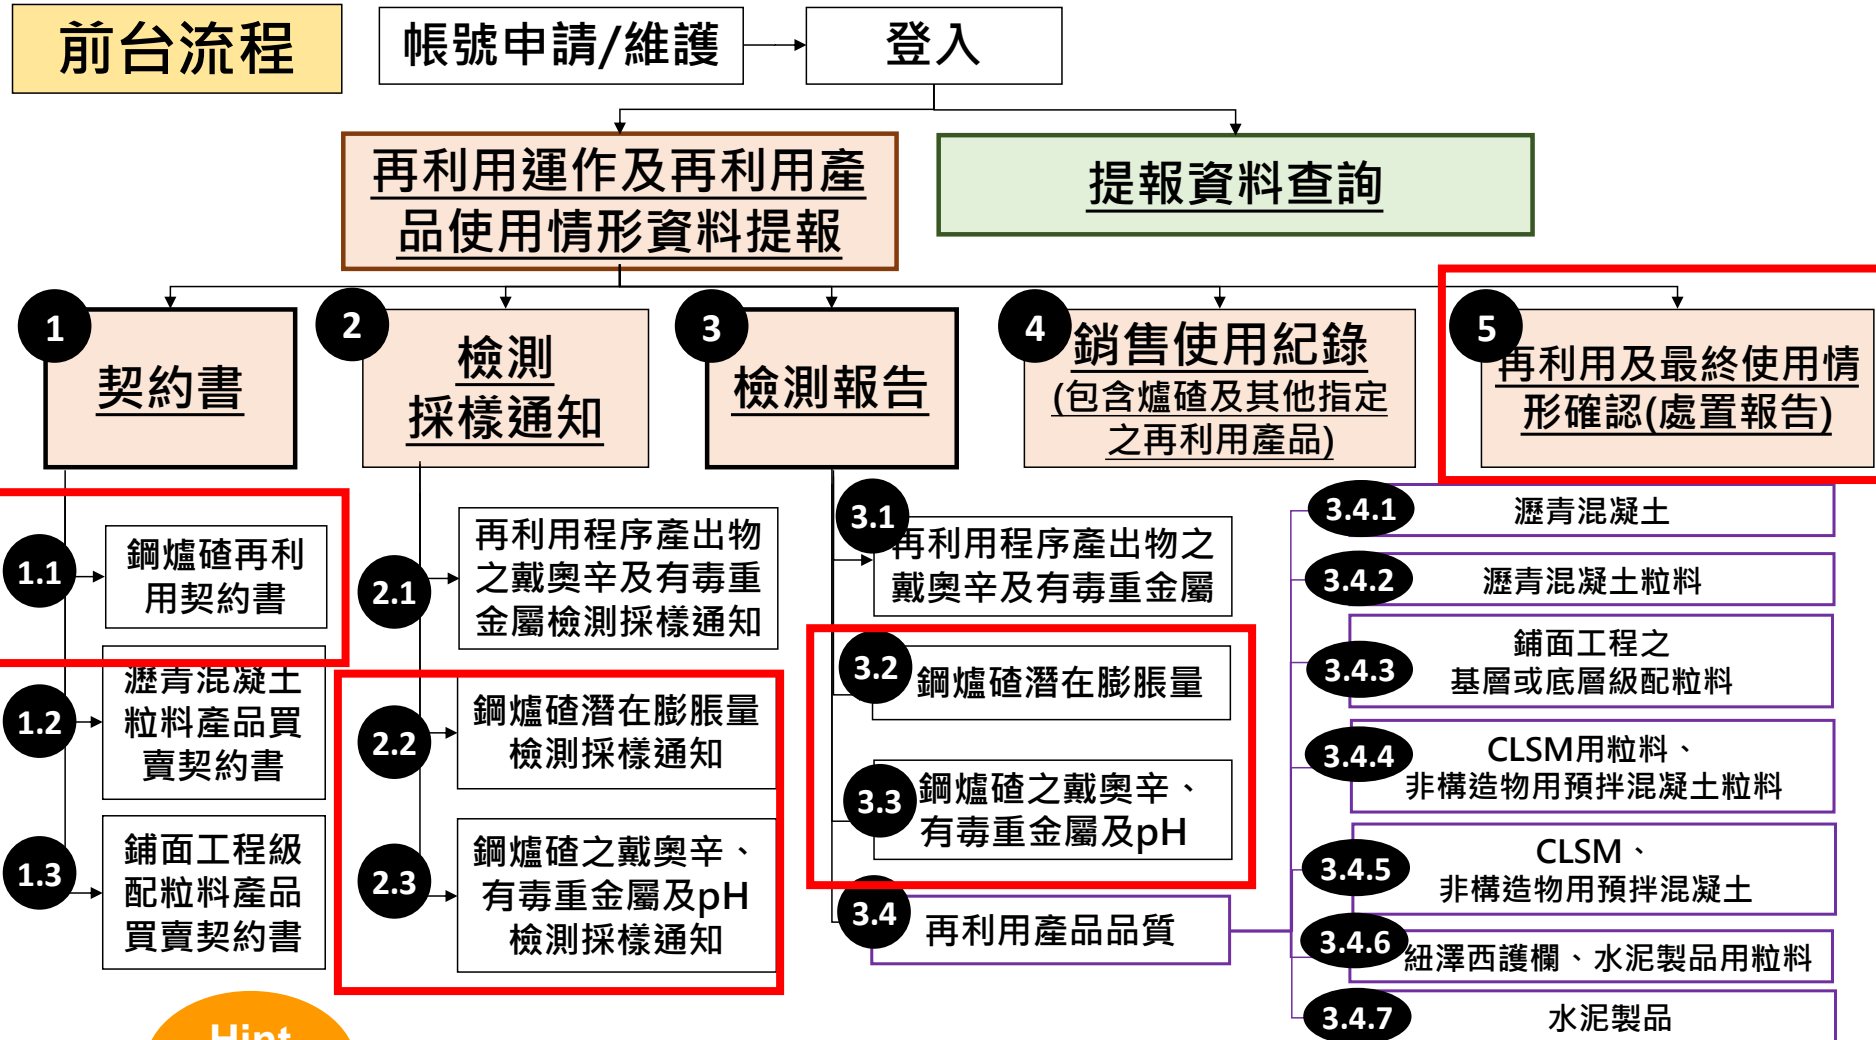 前台流程
帳號申請/維護
登入
再利用運作及再利用產
品使用情形資料提報
提報資料查詢
1
契約書
2
檢測
採樣通知
3
檢測報告
4
銷售使用紀錄
(包含爐碴及其他指定
之再利用產品)
5
再利用及最終使用情
形確認(處置報告)
1.1
鋼爐碴再利
用契約書
1.2
瀝青混凝土
粒料產品買
賣契約書
1.3
鋪面工程級
配粒料產品
買賣契約書
2.1
再利用程序產出物
之戴奧辛及有毒重
金屬檢測採樣通知
2.2
鋼爐碴潛在膨脹量
檢測採樣通知
2.3
鋼爐碴之戴奧辛、
有毒重金屬及pH
檢測採樣通知
3.1
再利用程序產出物之
戴奧辛及有毒重金屬
3.2
鋼爐碴潛在膨脹量
3.3
鋼爐碴之戴奧辛、
有毒重金屬及pH
3.4
再利用產品品質
3.4.1
瀝青混凝土
3.4.2
瀝青混凝土粒料
3.4.3
鋪面工程之
基層或底層級配粒料
3.4.4
CLSM用粒料、
非構造物用預拌混凝土粒料
3.4.5
CLSM、
非構造物用預拌混凝土
3.4.6
紐澤西護欄、水泥製品用粒料
3.4.7
水泥製品
Hint